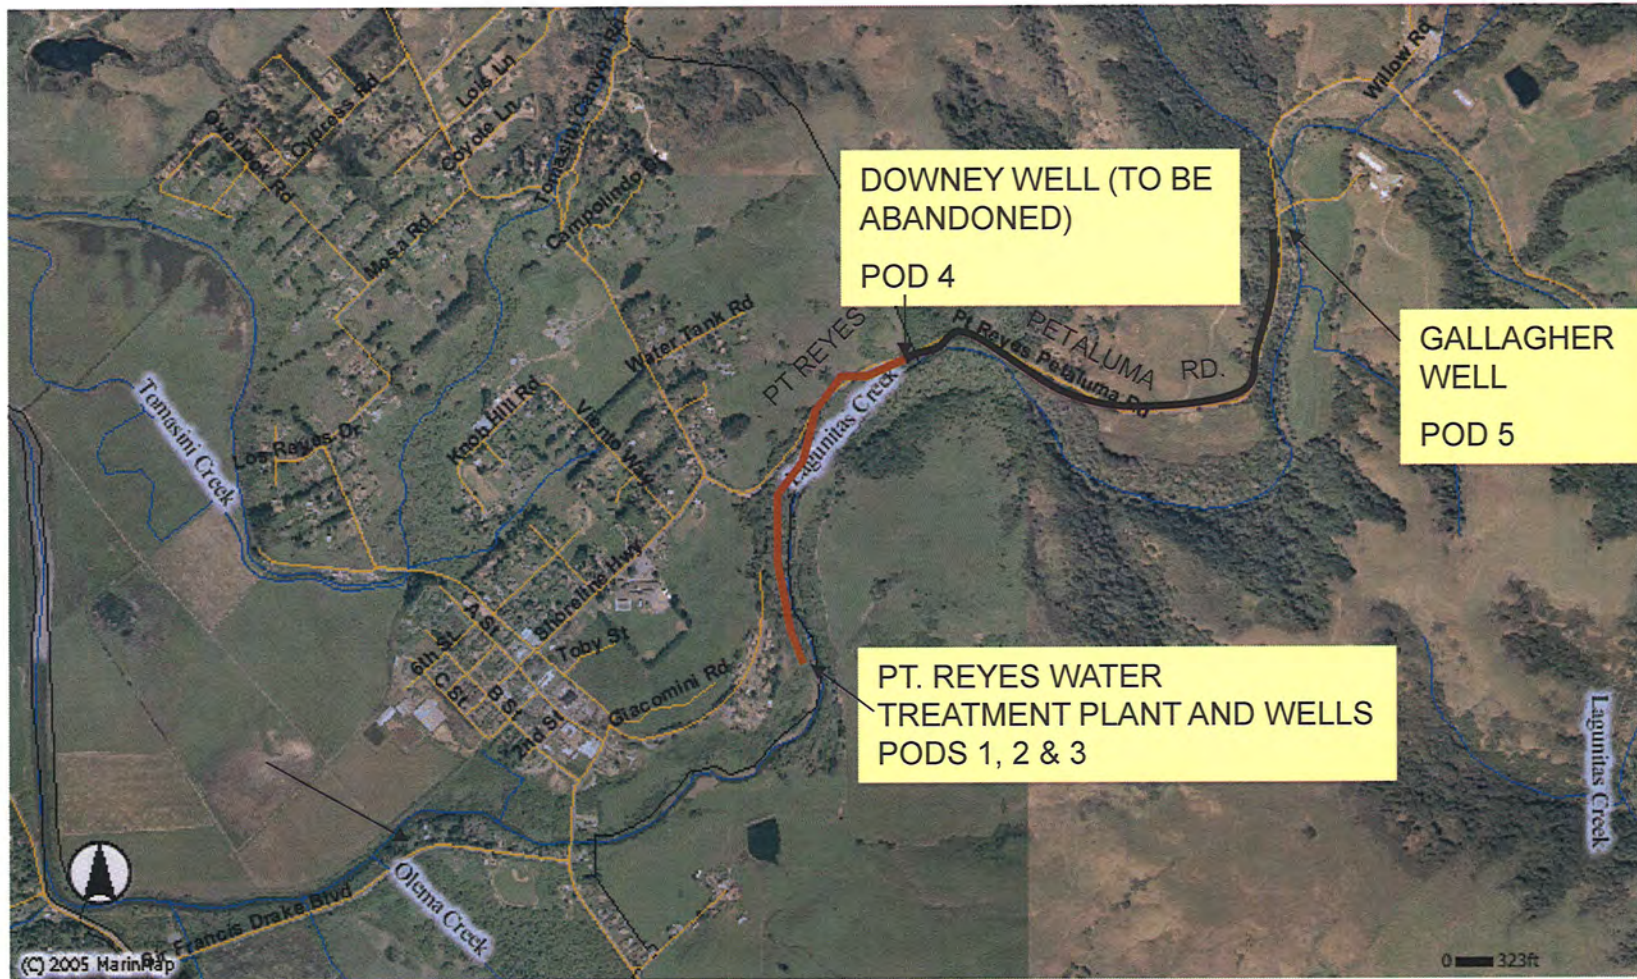 Willow Rd
Tomasini Canyon Rd
Lois Ln
Cypress Rd
Coyote Ln
Overlook Rd
Campolindo Dr
Mesa Rd
DOWNEY WELL (TO BE
ABANDONED)
POD 4
GALLAGHER
WELL
POD 5
Water Tank Rd
PT REYES
PETALUMA
RD.
Pt Reyes Petaluma Rd
Lagunitas Creek
Tomasini Creek
Knob Hill Rd
Viento Way
Los Reyes Dr
Shoreline Hwy
A St
Toby St
6th St
C St
B St
2nd St
Giacomini Rd
PT. REYES WATER
TREATMENT PLANT AND WELLS
PODS 1, 2 & 3
Lagunitas Creek
Olema Creek
Sir Francis Drake Blvd
(C) 2005 MarinMap
0 323ft